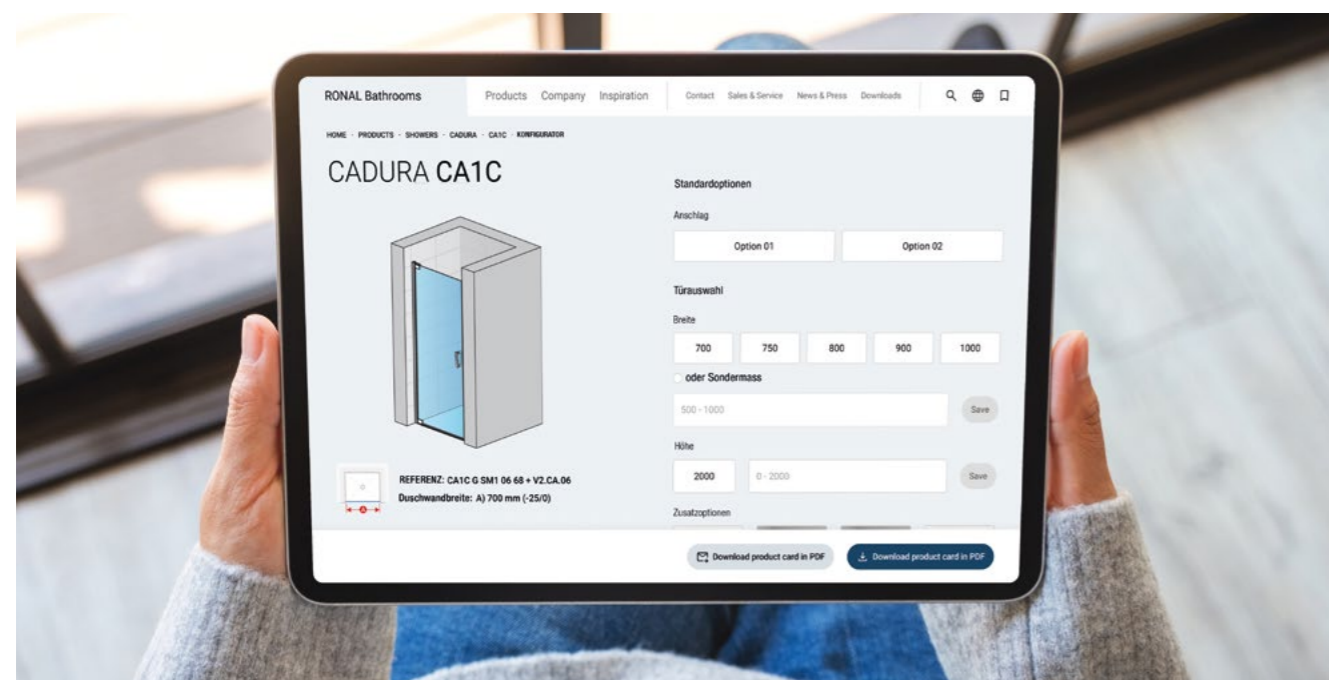 RONAL Bathrooms
Products Company Inspiration
Contact Sales & Service News & Press Downloads
HOME - PRODUCTS - SHOWERS - CADURA - CA1C - KONFIGURATOR
CADURA CA1C
Standardoptionen
Anschlag
Option 01 Option 02
Türauswahl
Breite
700 750 800 900 1000
oder Sondermass
500 - 1000 Save
Höhe
2000 0 - 2000 Save
A
REFERENZ: CA1C G SM1 06 68 + V2.CA.06
Duschwandbreite: A) 700 mm (-25/0)
Zusatzoptionen
Download product card in PDF Download product card in PDF